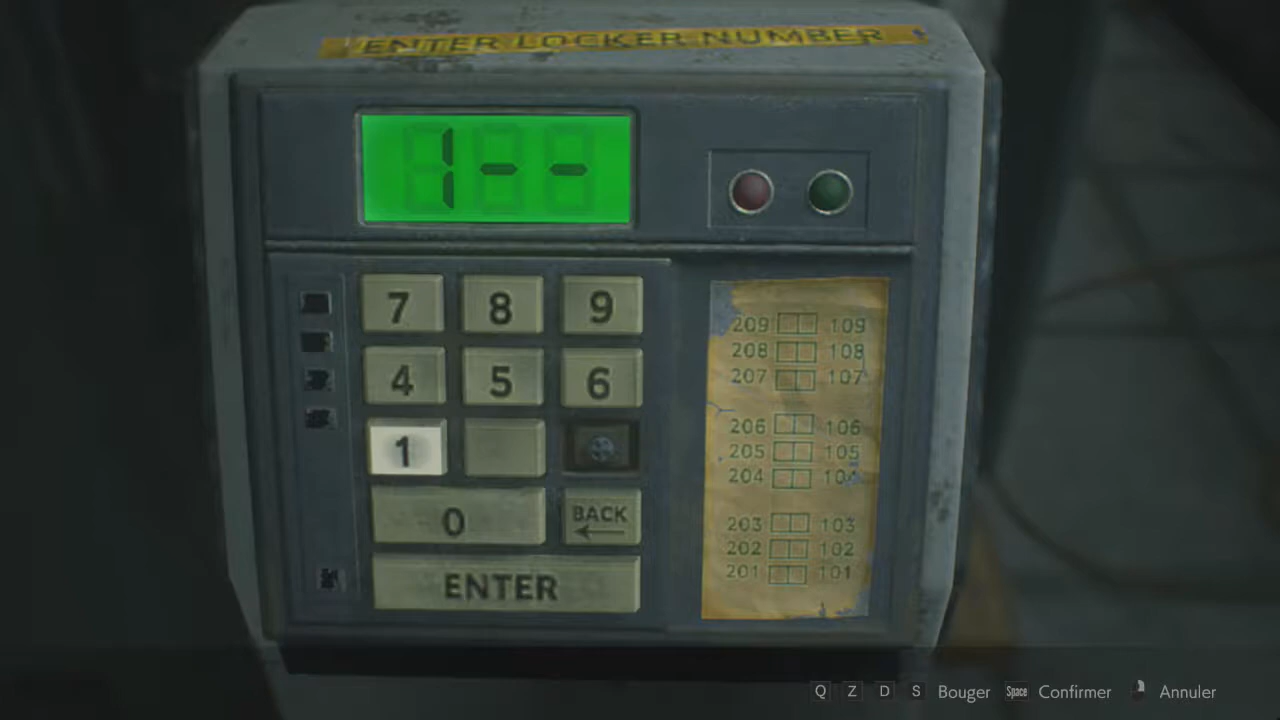 ENTER LOCKER NUMBER
1--
7 8 9
4 5 6
1
0 BACK
ENTER
209 109
208 108
207 107
206 106
205 105
204 104
203 103
202 102
201 101
Q Z D S Bouger Space Confirmer Annuler